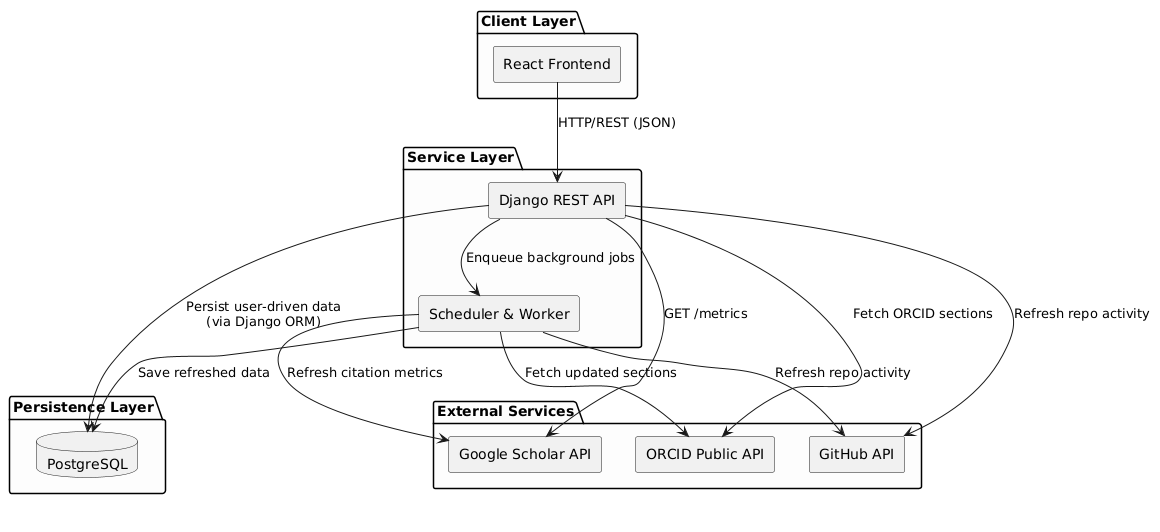 Client Layer
React Frontend
HTTP/REST (JSON)
Service Layer
Django REST API
Enqueue background jobs
Scheduler & Worker
Persist user-driven data
(via Django ORM)
GET /metrics
Fetch ORCID sections
Refresh repo activity
Save refreshed data
Refresh citation metrics
Fetch updated sections
Refresh repo activity
Persistence Layer
PostgreSQL
External Services
Google Scholar API
ORCID Public API
GitHub API